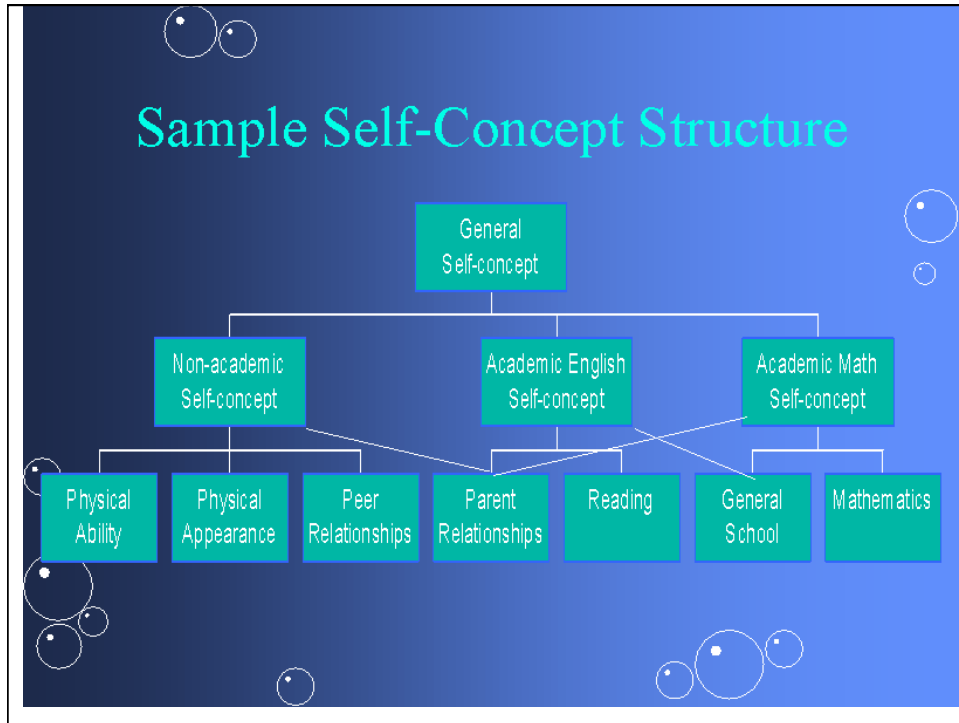 Sample Self-Concept Structure
General
Self-concept
Non-academic
Self-concept
Academic English
Self-concept
Academic Math
Self-concept
Physical
Ability
Physical
Appearance
Peer
Relationships
Parent
Relationships
Reading
General
School
Mathematics